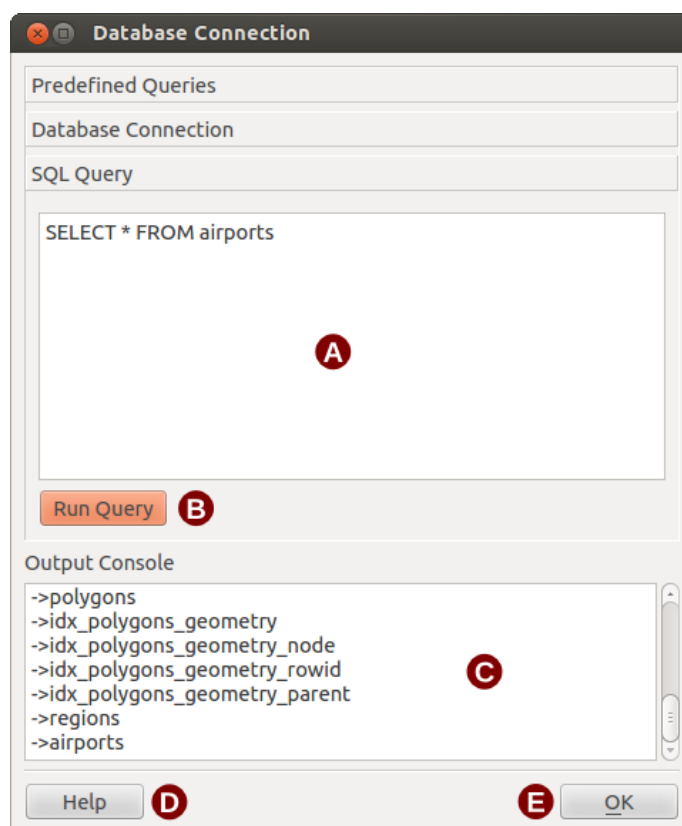 Database Connection
Predefined Queries
Database Connection
SQL Query
SELECT * FROM airports
A
Run Query B
Output Console
->polygons
->idx_polygons_geometry
->idx_polygons_geometry_node
->idx_polygons_geometry_rowid
->idx_polygons_geometry_parent
->regions
->airports
C
Help D E OK